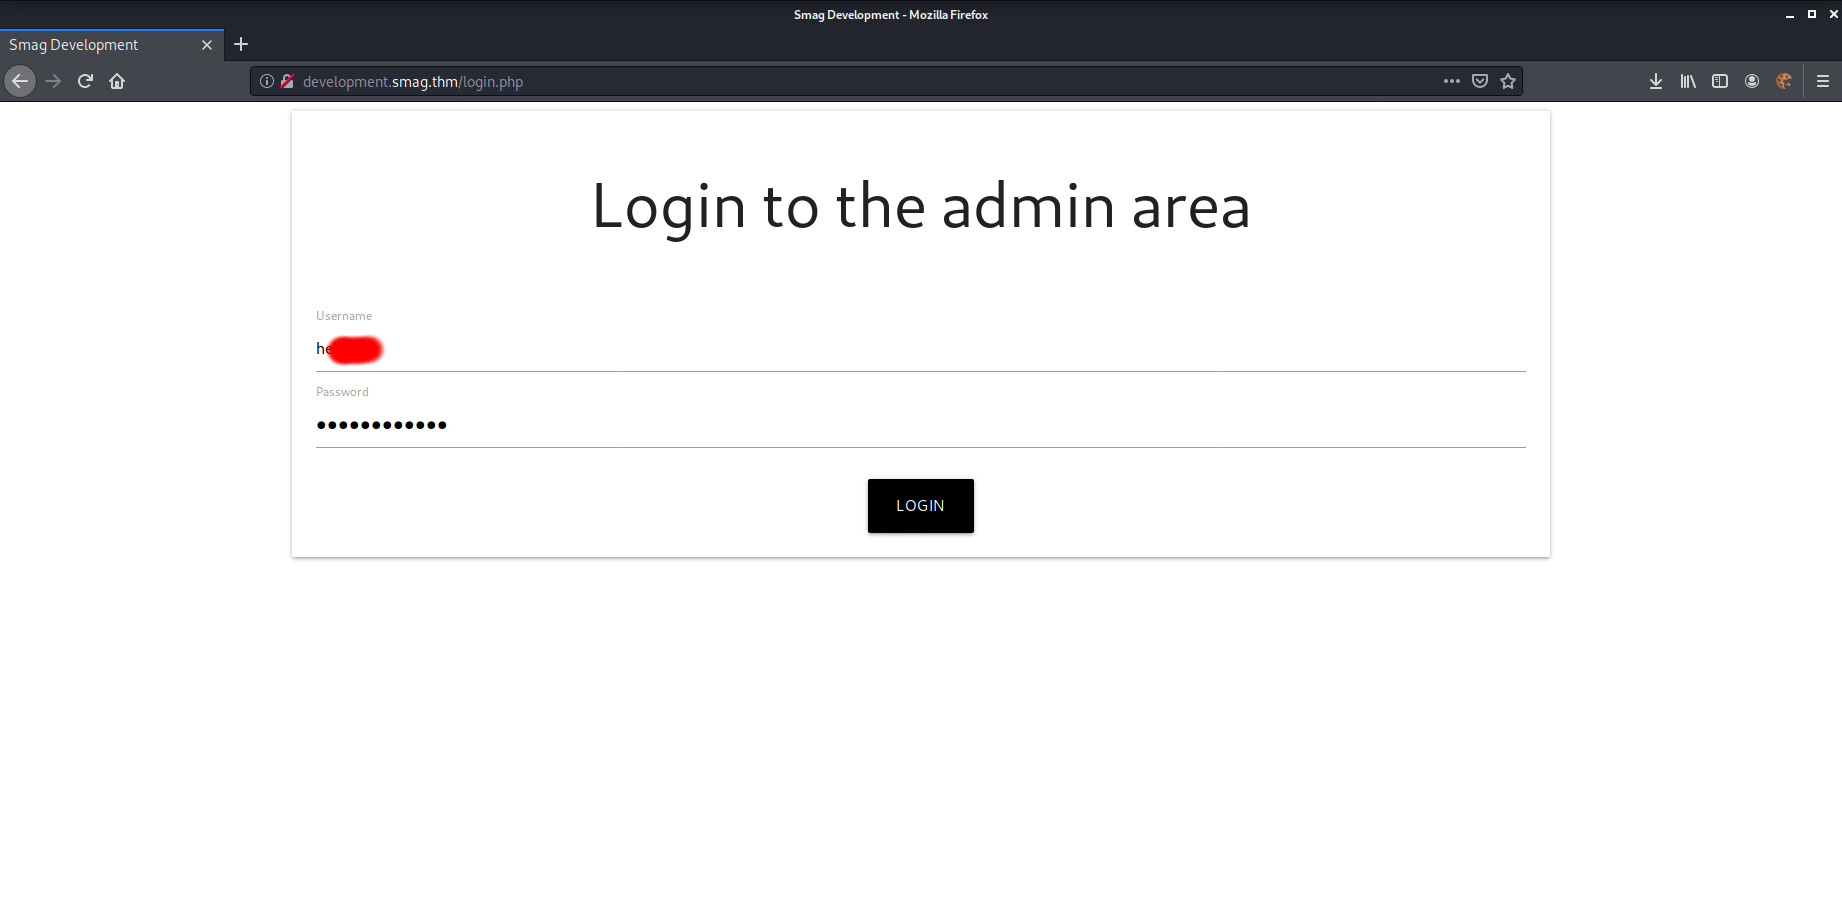 Smag Development - Mozilla Firefox
Smag Development
development.smag.thm/login.php
Login to the admin area
Username
he
Password
••••••••••••
LOGIN